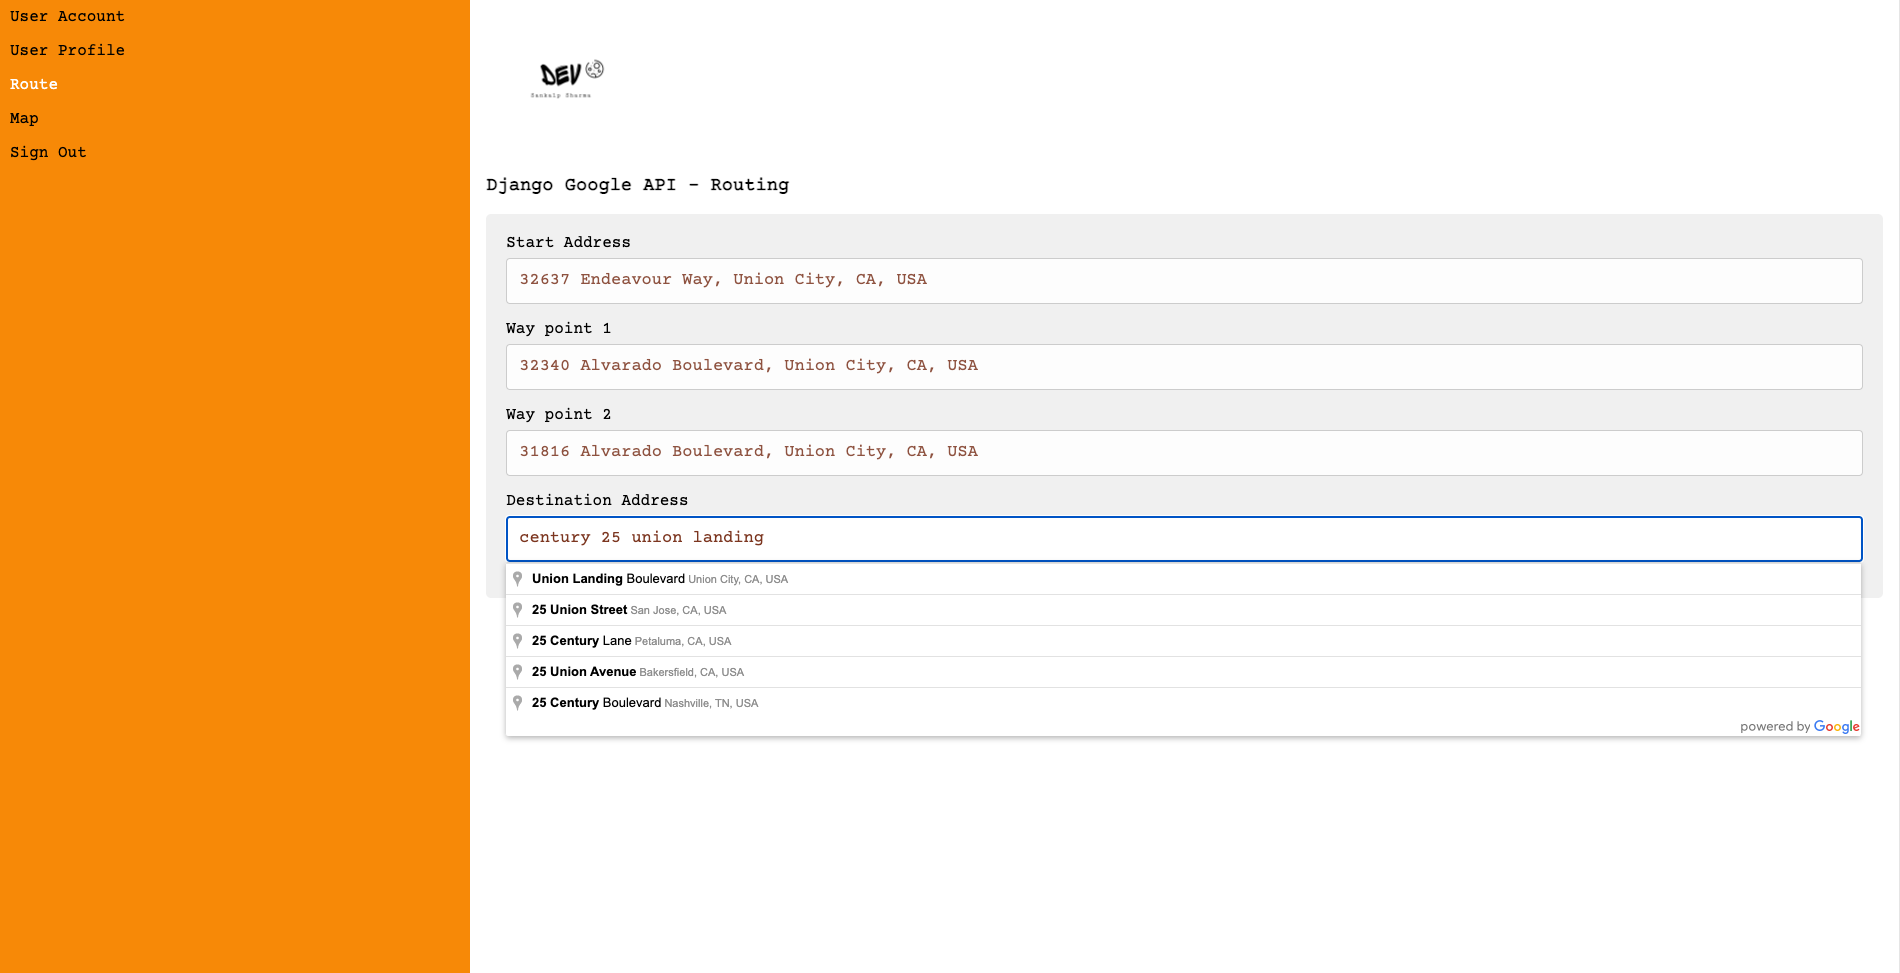 User Account
User Profile
Route
Map
Sign Out
DEV
Sankalp Sharma
Django Google API - Routing
Start Address
32637 Endeavour Way, Union City, CA, USA
Way point 1
32340 Alvarado Boulevard, Union City, CA, USA
Way point 2
31816 Alvarado Boulevard, Union City, CA, USA
Destination Address
century 25 union landing
Union Landing Boulevard Union City, CA, USA
25 Union Street San Jose, CA, USA
25 Century Lane Petaluma, CA, USA
25 Union Avenue Bakersfield, CA, USA
25 Century Boulevard Nashville, TN, USA
powered by Google